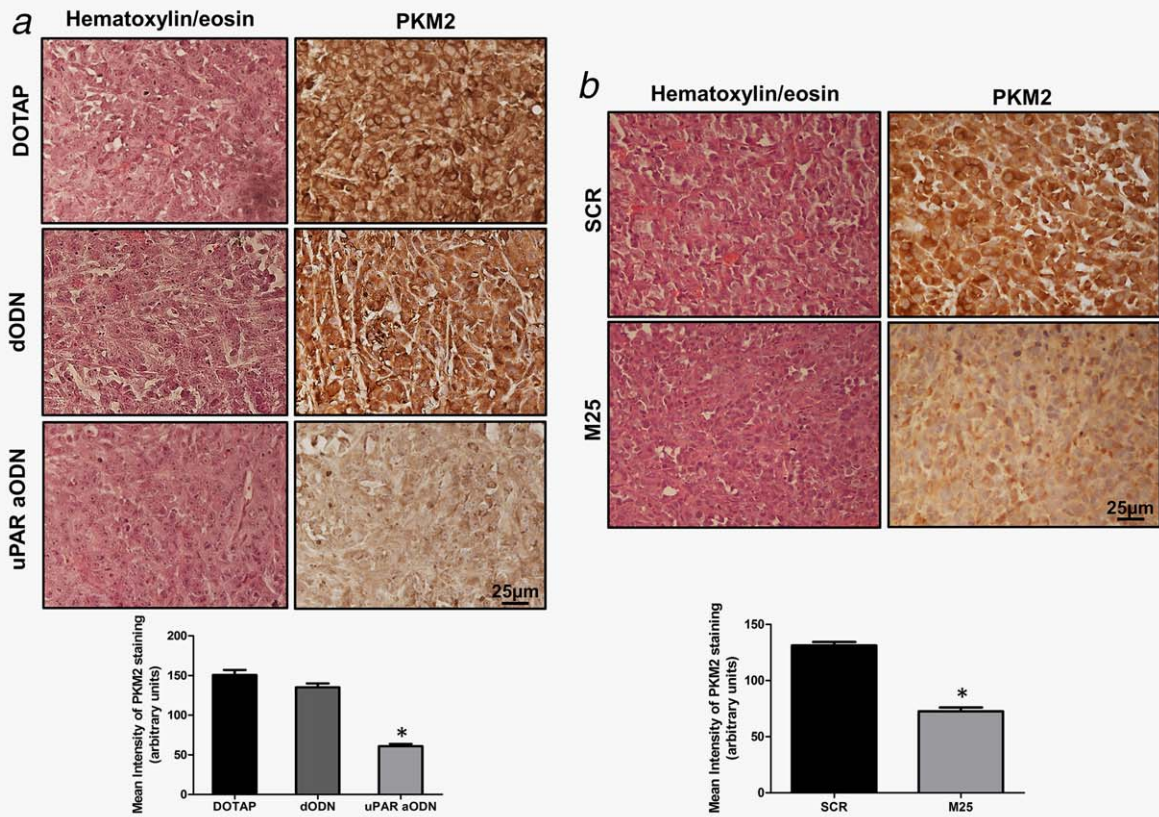 a
Hematoxylin/eosin
PKM2
DOTAP
dODN
uPAR aODN
25µm
Mean Intensity of PKM2 staining
(arbitrary units)
200
150
100
50
0
DOTAP
dODN
uPAR aODN
*
b
Hematoxylin/eosin
PKM2
SCR
M25
25µm
Mean Intensity of PKM2 staining
(arbitrary units)
150
100
50
0
SCR
M25
*